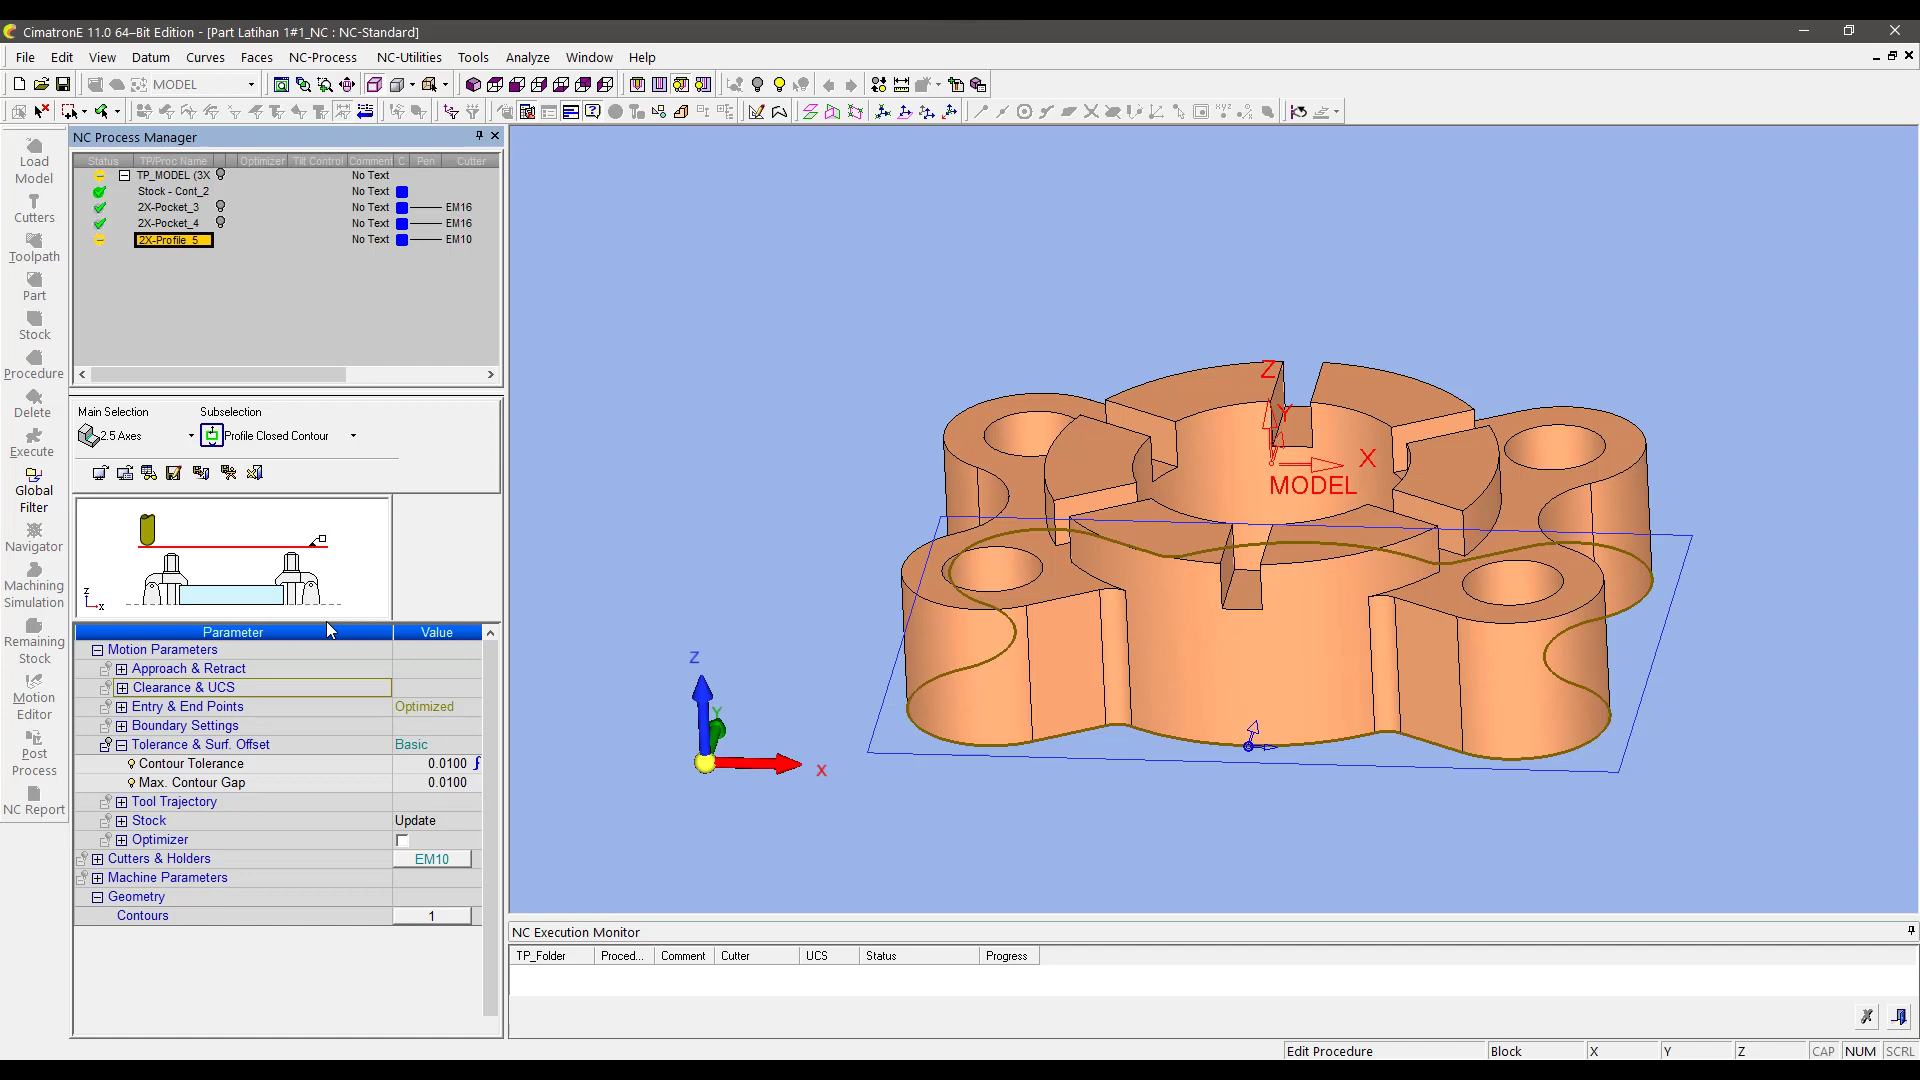 CimatronE 11.0 64–Bit Edition - [Part Latihan 1#1_NC : NC-Standard]
File Edit View Datum Curves Faces NC-Process NC-Utilities Tools Analyze Window Help
MODEL
NC Process Manager
Status TP/Proc Name Optimizer Tilt Control Comment C Pen Cutter
TP_MODEL (3X No Text
Stock - Cont_2 No Text
2X-Pocket_3 No Text EM16
2X-Pocket_4 No Text EM16
2X-Profile_5 No Text EM10
Load Model
Cutters
Toolpath
Part
Stock
Procedure
Delete
Execute
Global Filter
Navigator
Machining Simulation
Remaining Stock
Motion Editor
Post Process
NC Report
Main Selection Subselection
2.5 Axes Profile Closed Contour
z
x
Parameter Value
Motion Parameters
Approach & Retract
Clearance & UCS
Entry & End Points Optimized
Boundary Settings
Tolerance & Surf. Offset Basic
Contour Tolerance 0.0100 f
Max. Contour Gap 0.0100
Tool Trajectory
Stock Update
Optimizer
Cutters & Holders EM10
Machine Parameters
Geometry
Contours 1
Z
Y
X
MODEL
Z
Y
X
NC Execution Monitor
TP_Folder Proced... Comment Cutter UCS Status Progress
Edit Procedure Block X Y Z CAP NUM SCRL